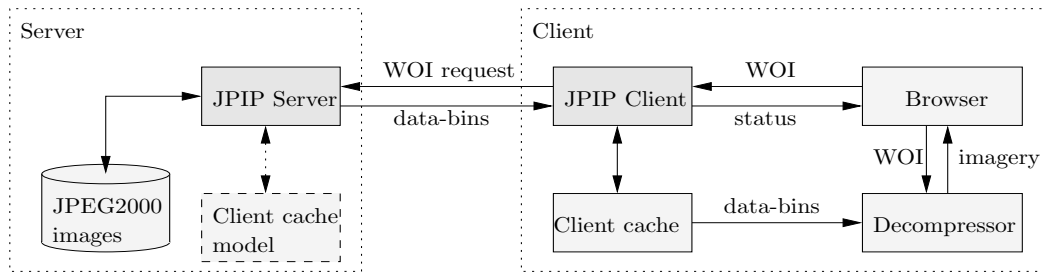 Server
Client
WOI request
WOI
JPIP Server
JPIP Client
Browser
data-bins
status
WOI
imagery
JPEG2000
images
Client cache
model
Client cache
data-bins
Decompressor